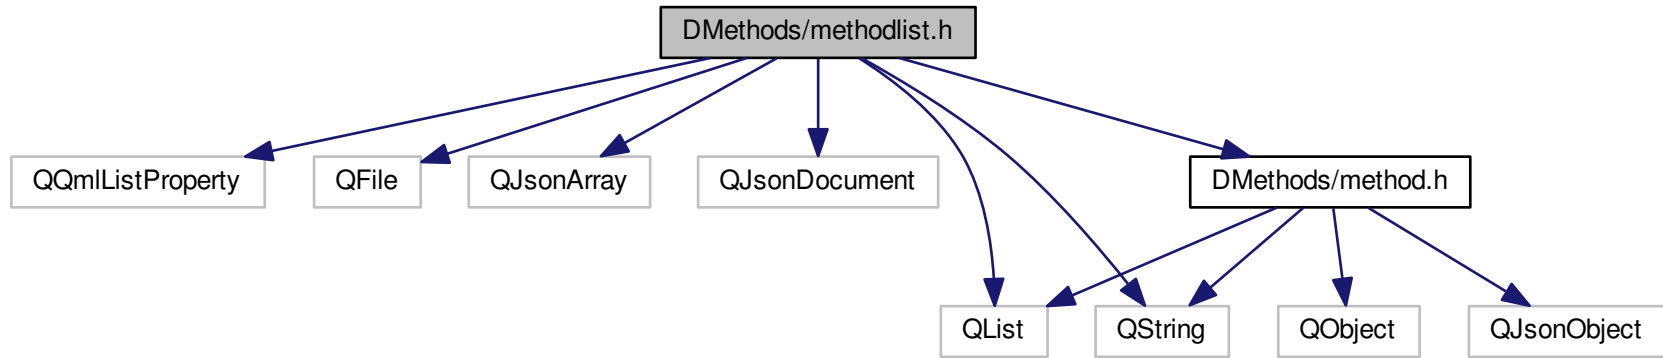 DMethods/methodlist.h
QQmlListProperty
QFile
QJsonArray
QJsonDocument
DMethods/method.h
QList
QString
QObject
QJsonObject